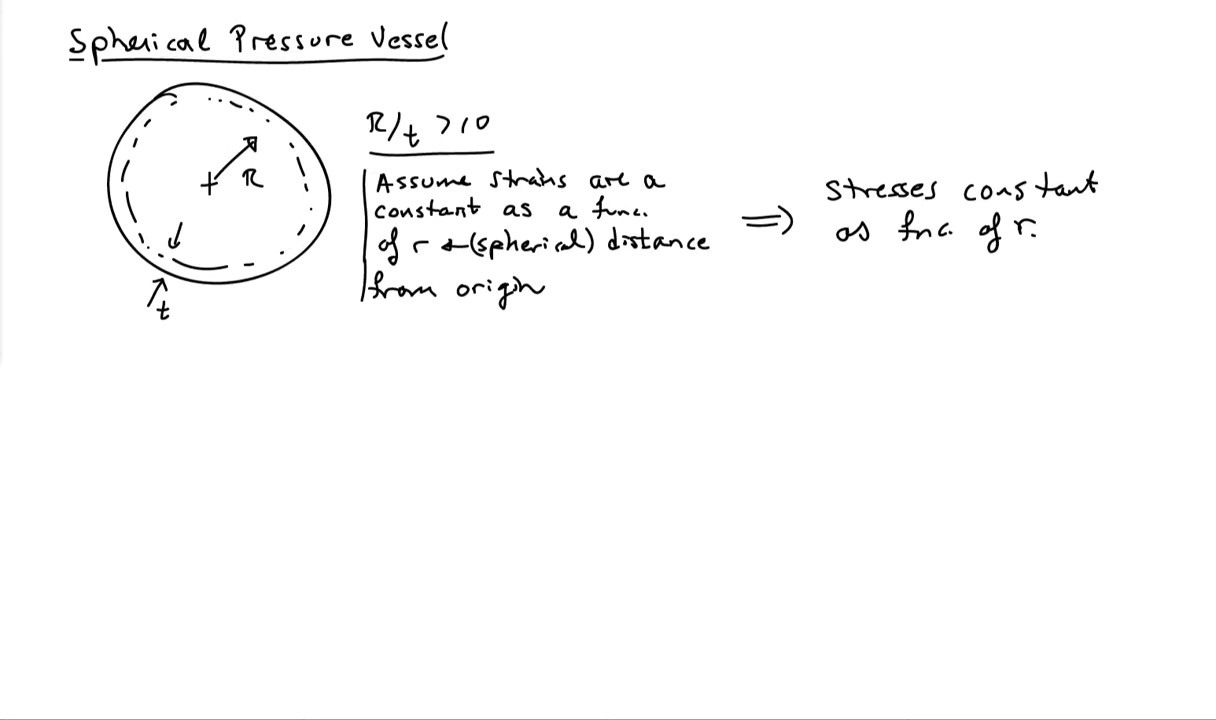 Spherical Pressure Vessel
R/t > 10
R
t
Assume strains are a
constant as a func.
of r ← (spherical) distance
from origin
⇒ Stresses constant
as fnc. of r.